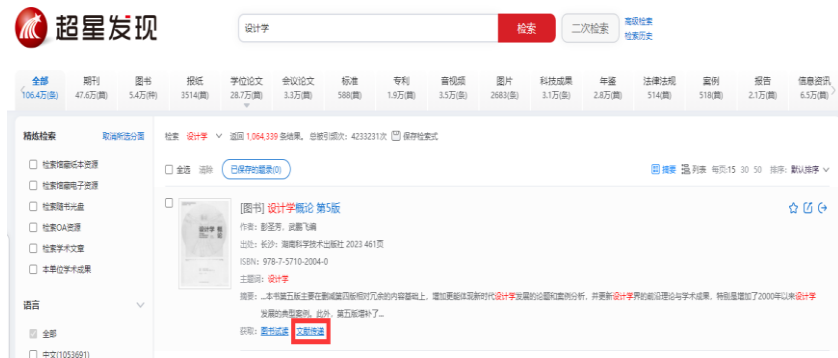 超星发现
设计学 检索 二次检索 高级检索
检索历史
全部 期刊 图书 报纸 学位论文 会议论文 标准 专利 音视频 图片 科技成果 年鉴 法律法规 案例 报告 信息资讯
106.4万(条) 47.6万(篇) 5.4万(种) 3514(篇) 28.7万(篇) 3.3万(篇) 588(篇) 1.9万(篇) 3.5万(集) 2683(张) 3.1万(条) 2.8万(篇) 514(篇) 518(篇) 2.1万(篇) 6.5万(篇)
精炼检索 取消所选分面
检索 设计学 返回 1,064,339 条结果。 总被引频次：4233231次 保存检索式
检索馆藏纸本资源
检索馆藏电子资源
检索随书光盘
检索OA资源
检索学术文章
本单位学术成果
语言
全部
中文(1053691)
全选 清除 已保存的题录(0) 摘要 列表 每页:15 30 50 排序: 默认排序
[图书] 设计学概论 第5版
作者：彭圣芳，武鹏飞编
出处：长沙：湖南科学技术出版社 2023 461页
ISBN：978-7-5710-2004-0
主题词：设计学
摘要：...本书第五版主要在删减第四版相对冗余的内容基础上，增加更能体现新时代设计学发展的论题和案例分析，并更新设计学界的前沿理论与学术成果，特别是增加了2000年以来设计学
发展的典型案例。此外，第五版增补了...
获取：图书试读 文献传递